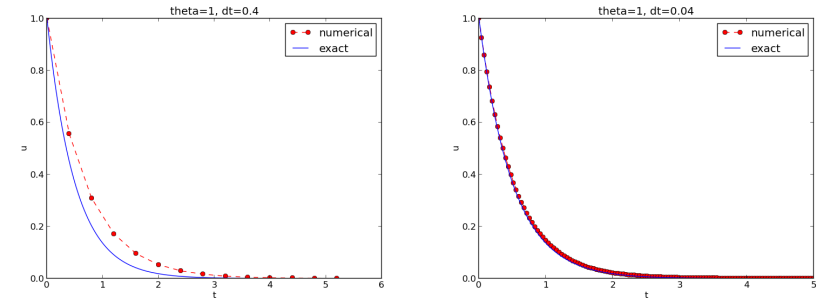 theta=1, dt=0.4
1.0
0.8
0.6
0.4
0.2
0.0
u
0 1 2 3 4 5 6
t
numerical
exact
theta=1, dt=0.04
1.0
0.8
0.6
0.4
0.2
0.0
u
0 1 2 3 4 5
t
numerical
exact